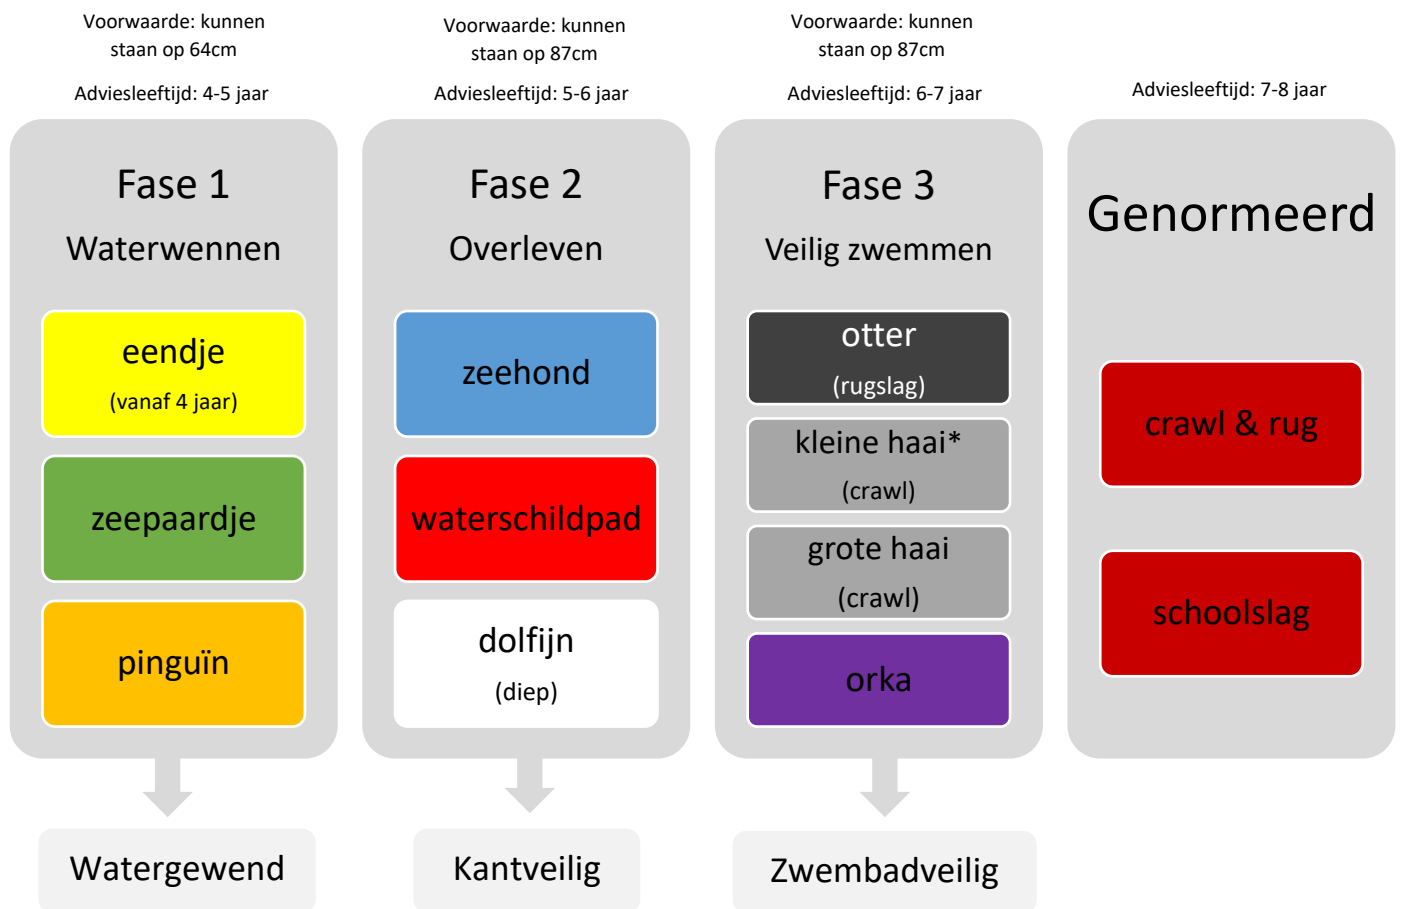 Voorwaarde: kunnen
staan op 64cm
Adviesleeftijd: 4-5 jaar
Fase 1
Waterwennen
eendje
(vanaf 4 jaar)
zeepaardje
pinguïn
Watergewend
Voorwaarde: kunnen
staan op 87cm
Adviesleeftijd: 5-6 jaar
Fase 2
Overleven
zeehond
waterschildpad
dolfijn
(diep)
Kantveilig
Voorwaarde: kunnen
staan op 87cm
Adviesleeftijd: 6-7 jaar
Fase 3
Veilig zwemmen
otter
(rugslag)
kleine haai*
(crawl)
grote haai
(crawl)
orka
Zwembadveilig
Adviesleeftijd: 7-8 jaar
Genormeerd
crawl & rug
schoolslag